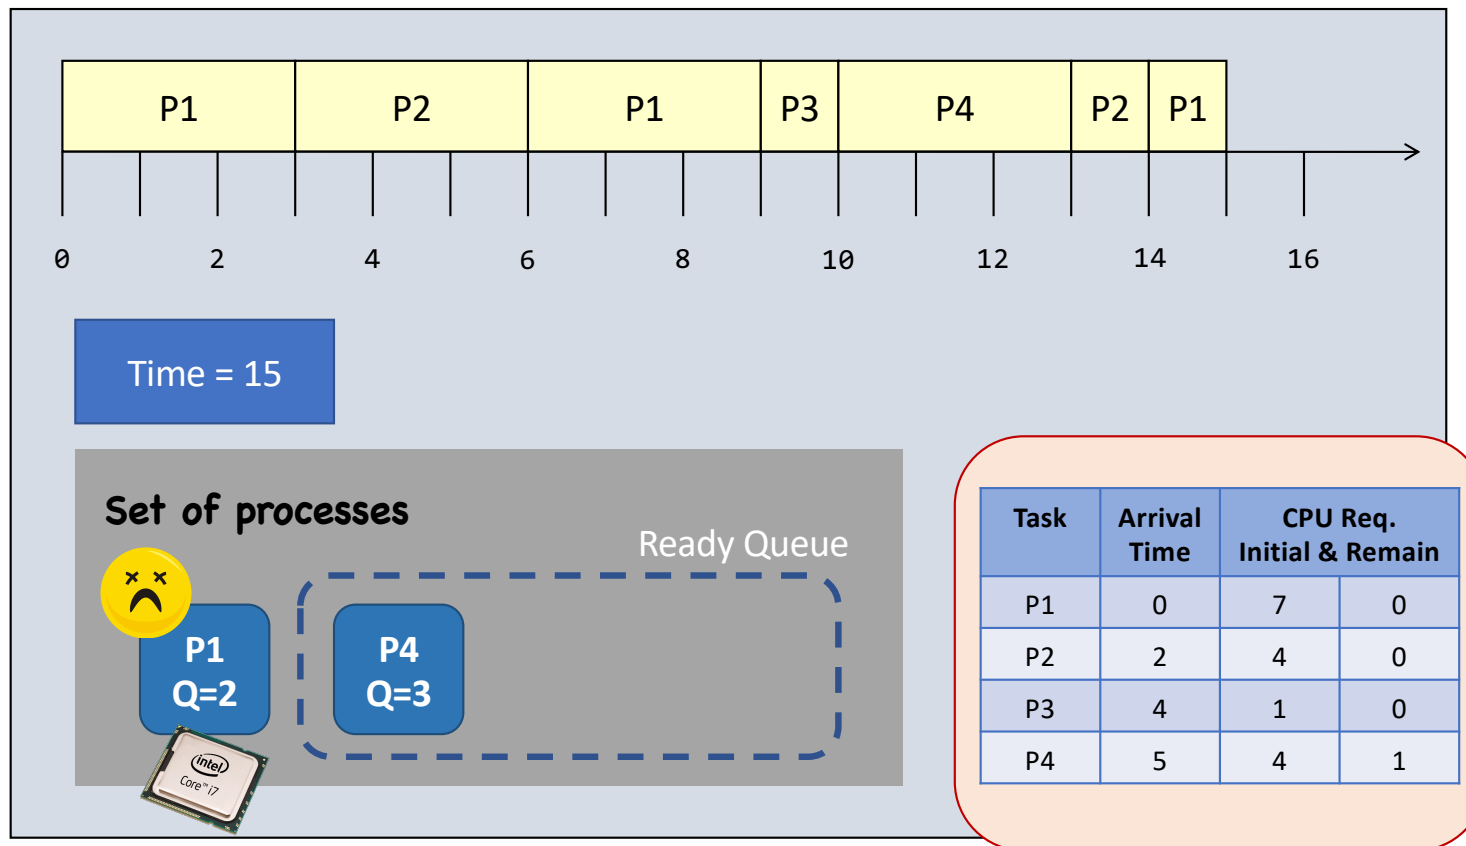 P1 P2 P1 P3 P4 P2 P1
0 2 4 6 8 10 12 14 16
Time = 15
Set of processes
Ready Queue
P1
Q=2
P4
Q=3
intel
Core™ i7
Task Arrival Time CPU Req. Initial & Remain
P1 0 7 0
P2 2 4 0
P3 4 1 0
P4 5 4 1